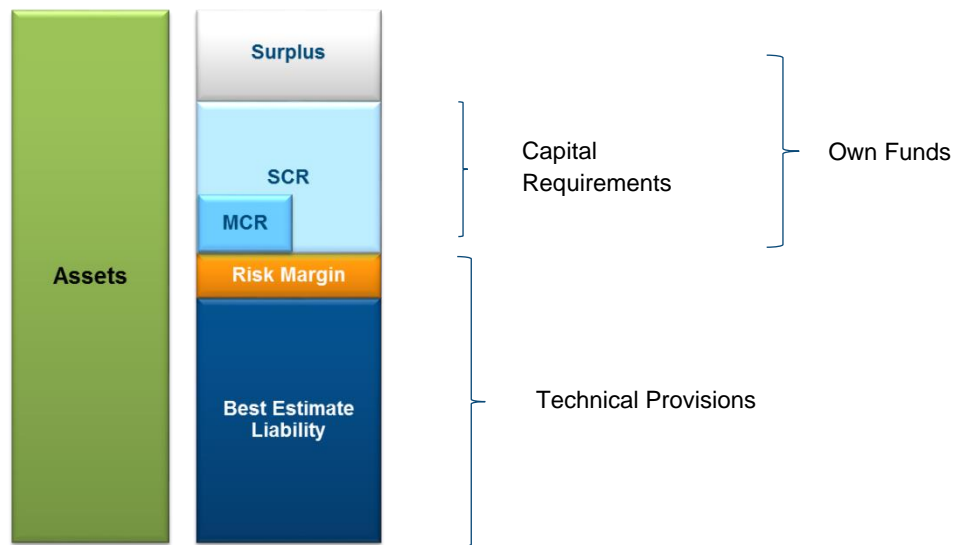 Surplus
Capital
Requirements
Own Funds
SCR
MCR
Assets
Risk Margin
Technical Provisions
Best Estimate
Liability